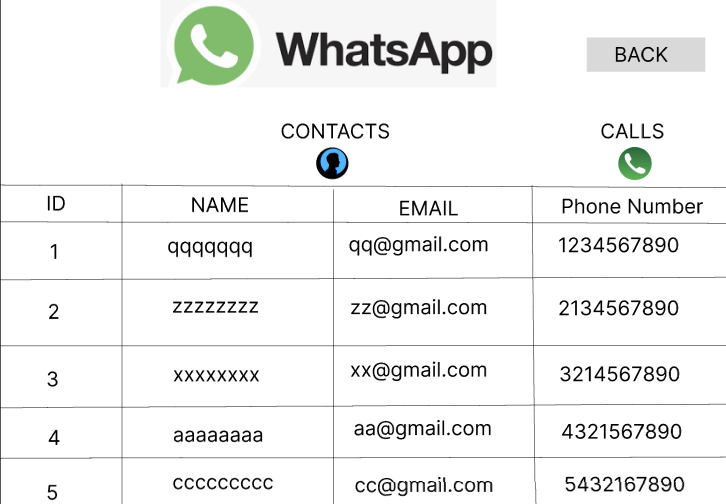 WhatsApp
BACK
CONTACTS CALLS
ID NAME EMAIL Phone Number
1 qqqqqqq qq@gmail.com 1234567890
2 zzzzzzzz zz@gmail.com 2134567890
3 xxxxxxxx xx@gmail.com 3214567890
4 aaaaaaaa aa@gmail.com 4321567890
5 ccccccccc cc@gmail.com 5432167890